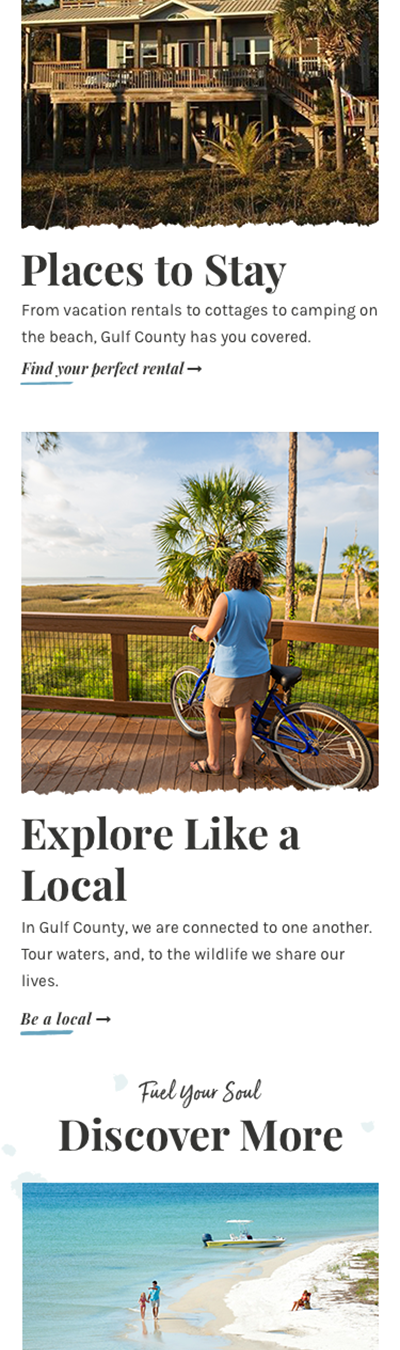 Places to Stay
From vacation rentals to cottages to camping on
the beach, Gulf County has you covered.
Find your perfect rental →
Explore Like a
Local
In Gulf County, we are connected to one another.
Tour waters, and, to the wildlife we share our
lives.
Be a local →
Fuel Your Soul
Discover More